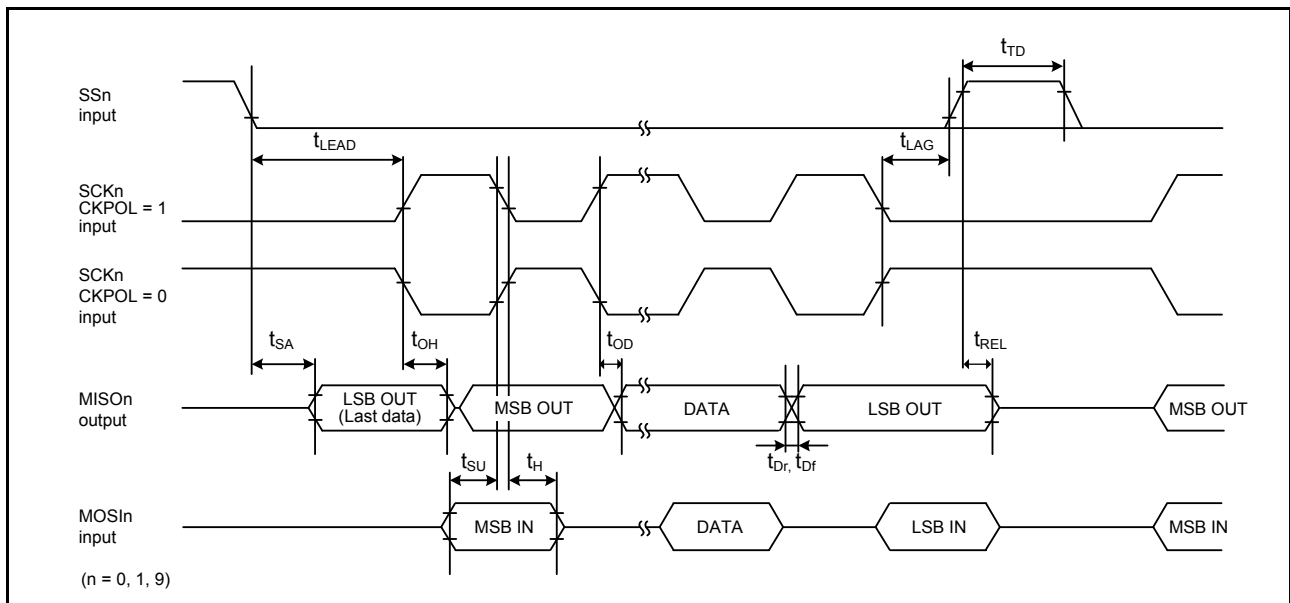 tTD
SSn
input
tLEAD
tLAG
SCKn
CKPOL = 1
input
SCKn
CKPOL = 0
input
tSA
tOH
tOD
tREL
MISOn
output
LSB OUT
(Last data)
MSB OUT
DATA
LSB OUT
MSB OUT
tSU
tH
tDr, tDf
MOSIn
input
MSB IN
DATA
LSB IN
MSB IN
(n = 0, 1, 9)